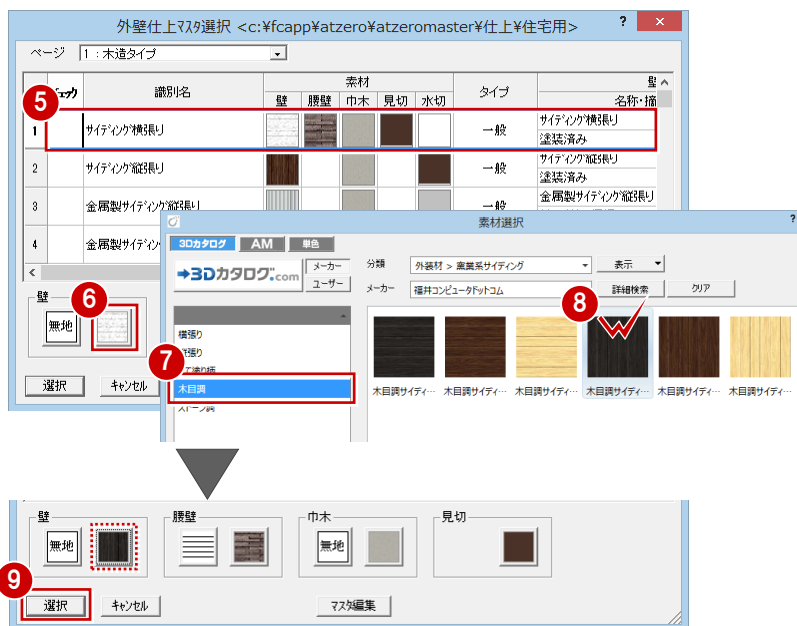 外壁仕上ﾏｽﾀ選択 <c:¥fcapp¥atzero¥atzeromaster¥仕上¥住宅用>
? ×
ページ 1：木造タイプ
識別名 素材 タイプ
壁 腰壁 巾木 見切 水切 名称・摘
5
1 ｻｲﾃﾞｨﾝｸﾞ横張り 一般 ｻｲﾃﾞｨﾝｸﾞ横張り
塗装済み
2 ｻｲﾃﾞｨﾝｸﾞ縦張り 一般 ｻｲﾃﾞｨﾝｸﾞ縦張り
塗装済み
3 金属製ｻｲﾃﾞｨﾝｸﾞ縦張り 一般 金属製ｻｲﾃﾞｨﾝｸﾞ縦張り
4 金属製ｻｲﾃﾞｨﾝ
壁
6
無地
選択 ｷｬﾝｾﾙ
素材選択 ?
3Dカタログ AM 単色
3Dカタログ.com メーカー
ユーザー
分類 外装材 > 窯業系サイディング 表示
メーカー 福井コンピュータドットコム 詳細検索 クリア
8
横張り
7
木目調
木目調サイディ… 木目調サイディ… 木目調サイディ… 木目調サイディ… 木目調サイディ… 木目調サイディ…
壁 腰壁 巾木 見切
無地 無地
9
選択 ｷｬﾝｾﾙ ﾏｽﾀ編集